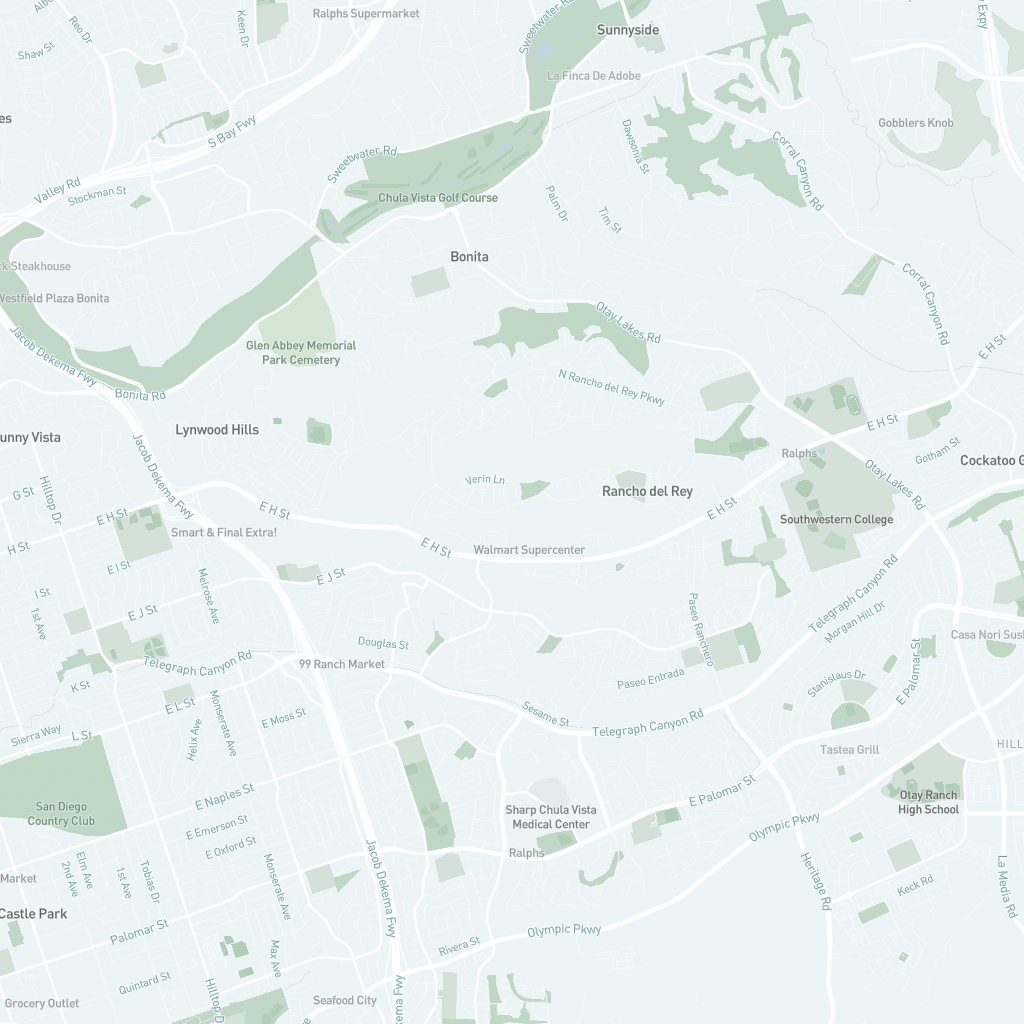 Ralphs Supermarket
Reo Dr
Keen Dr
Shaw St
Sweetwater Rd
Sunnyside
La Finca De Adobe
S Bay Fwy
Gobblers Knob
Dawsonia St
Corral Canyon Rd
Valley Rd
Stockman St
Sweetwater Rd
Chula Vista Golf Course
Palm Dr
Tim St
Bonita
Westfield Plaza Bonita
Corral Canyon Rd
Jacob Dekema Fwy
Glen Abbey Memorial
Park Cemetery
Otay Lakes Rd
E H St
N Rancho del Rey Pkwy
Bonita Rd
Lynwood Hills
E H St
Ralphs
Gotham St
Jacob Dekema Fwy
Otay Lakes Rd
Verin Ln
Rancho del Rey
G St
Hilltop Dr
E H St
E H St
E H St
Southwestern College
Smart & Final Extra!
H St
E H St
Walmart Supercenter
E I St
E J St
Melrose Ave
I St
1st Ave
E J St
Telegraph Canyon Rd
Morgan Hill Dr
Paseo Ranchero
Casa Nori Sush
Douglas St
Telegraph Canyon Rd
99 Ranch Market
Paseo Entrada
E Palomar St
Stanislaus Dr
K St
E L St
E Moss St
Monserate Ave
Helix Ave
Sesame St
Telegraph Canyon Rd
Sierra Way
L St
Tastea Grill
San Diego
Country Club
E Naples St
E Palomar St
Otay Ranch
High School
Sharp Chula Vista
Medical Center
E Emerson St
E Oxford St
Olympic Pkwy
Ralphs
Elm Ave
2nd Ave
1st Ave
Tobias Dr
Monserate Ave
Jacob Dekema Fwy
Heritage Rd
Keck Rd
La Media Rd
Market
Castle Park
Palomar St
Max Ave
Rivera St
Olympic Pkwy
Quintard St
Hilltop Dr
Grocery Outlet
Seafood City